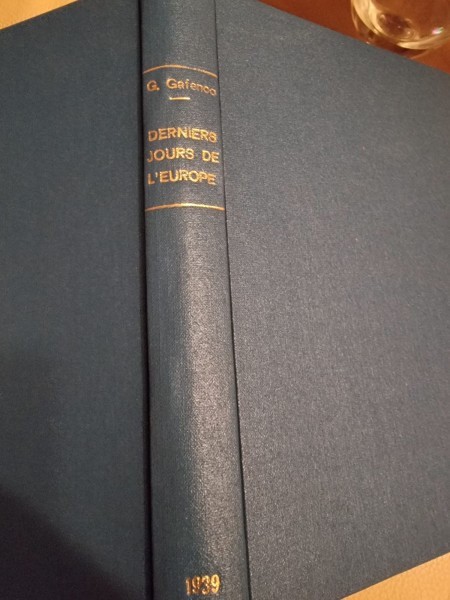 G. Gafenco
DERNIERS
JOURS DE
L'EUROPE
1939